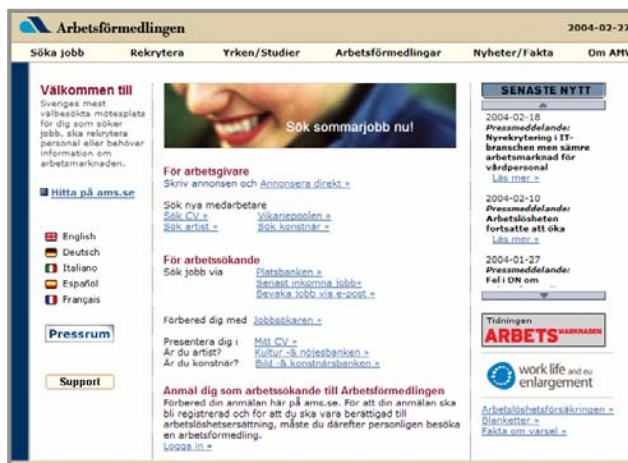 Arbetsförmedlingen
2004-02-27
Söka jobb Rekrytera Yrken/Studier Arbetsförmedlingar Nyheter/Fakta Om AMV
Välkommen till
Sveriges mest
välbesökta mötesplats
för dig som söker
jobb, ska rekrytera
personal eller behöver
information om
arbetsmarknaden.
Hitta på ams.se
English
Deutsch
Italiano
Español
Français
Pressrum
Support
Sök sommarjobb nu!
För arbetsgivare
Skriv annonsen och Annonsera direkt »
Sök nya medarbetare
Sök CV » Vikariepoolen »
Sök artist » Sök konstnär »
För arbetssökande
Sök jobb via Platsbanken »
Senast inkomna jobb»
Bevaka jobb via e-post »
Förbered dig med Jobbsökaren »
Presentera dig i Mitt CV »
Är du artist? Kultur -& nöjesbanken »
Är du konstnär? Bild -& konstnärsbanken »
Anmäl dig som arbetssökande till Arbetsförmedlingen
Förbered din anmälan här på ams.se. För att din anmälan ska
bli registrerad och för att du ska vara berättigad till
arbetslöshetsersättning, måste du därefter personligen besöka
en arbetsförmedling.
Logga in »
SENASTE NYTT
2004-02-18
Pressmeddelande:
Nyrekrytering i IT-
branschen men sämre
arbetsmarknad för
vårdpersonal
Läs mer »
2004-02-10
Pressmeddelande:
Arbetslösheten
fortsatte att öka
Läs mer »
2004-01-27
Pressmeddelande:
Fel i DN om
Tidningen
ARBETSMARKNADEN
work life and eu
enlargement
Arbetslöshetsförsäkringen »
Blanketter »
Fakta om varsel »